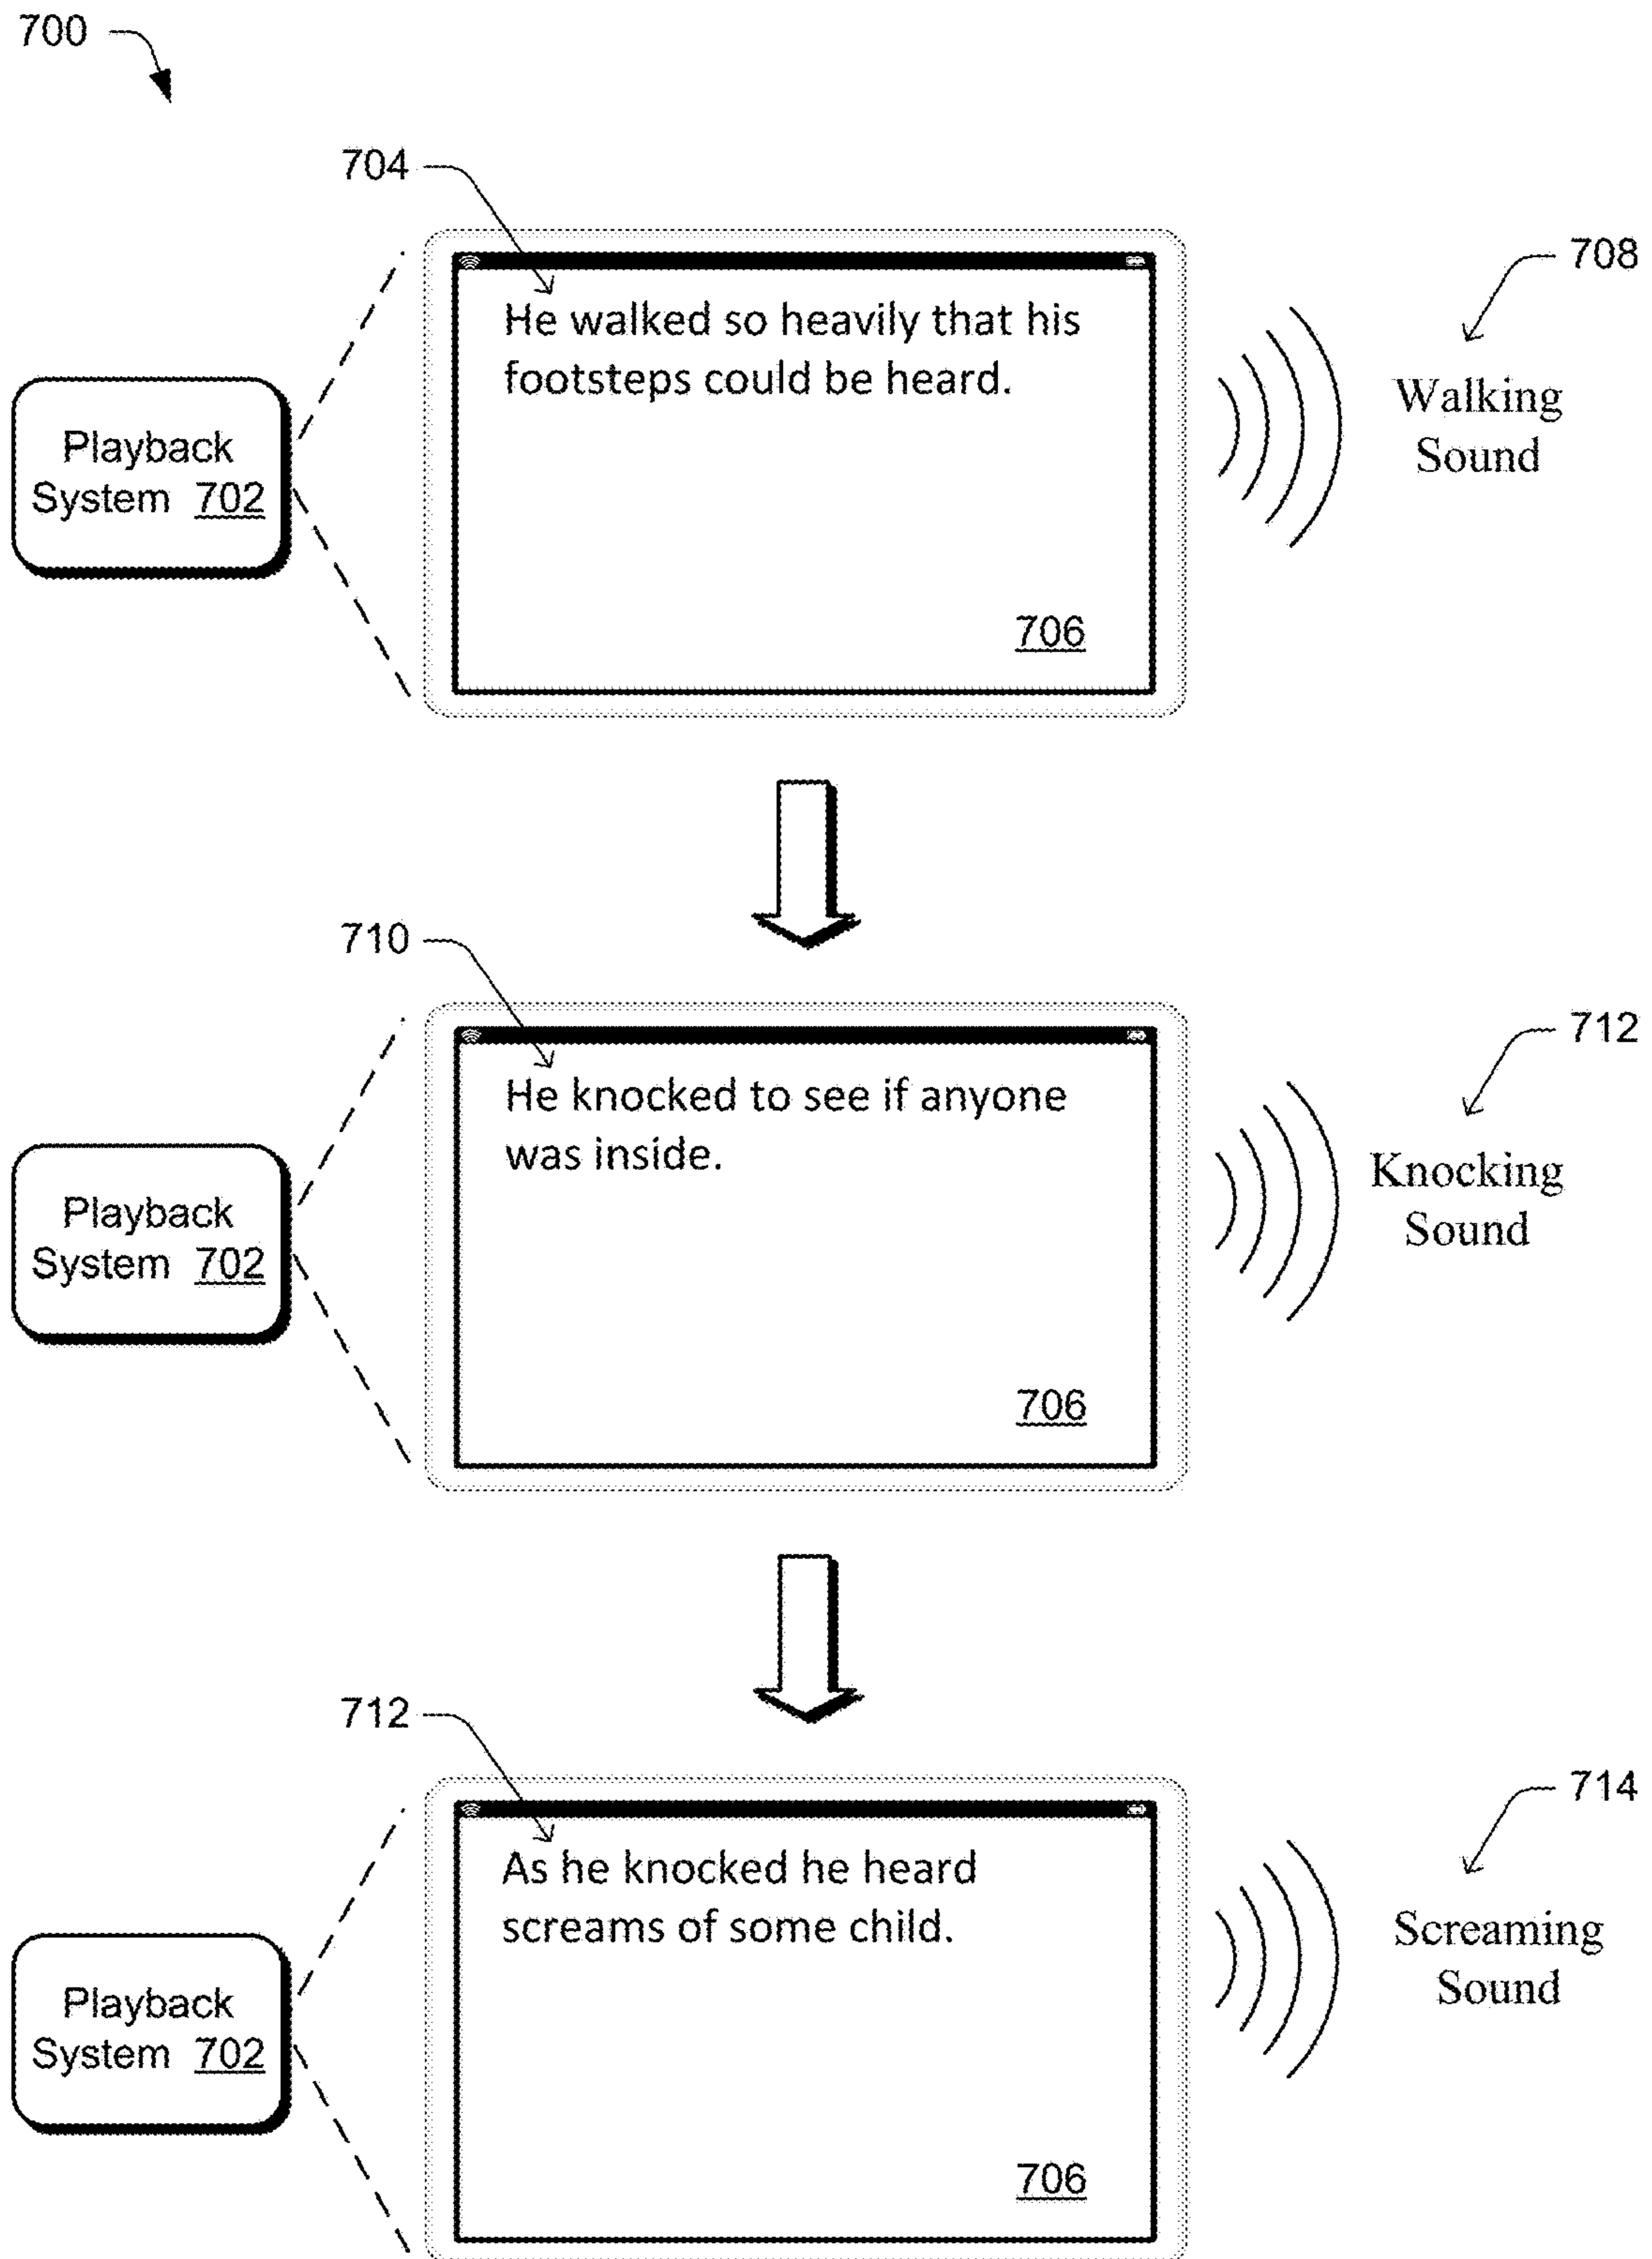 700
704
708
He walked so heavily that his
footsteps could be heard.
Walking
Sound
Playback
System 702
706
710
712
He knocked to see if anyone
was inside.
Knocking
Sound
Playback
System 702
706
712
714
As he knocked he heard
screams of some child.
Screaming
Sound
Playback
System 702
706